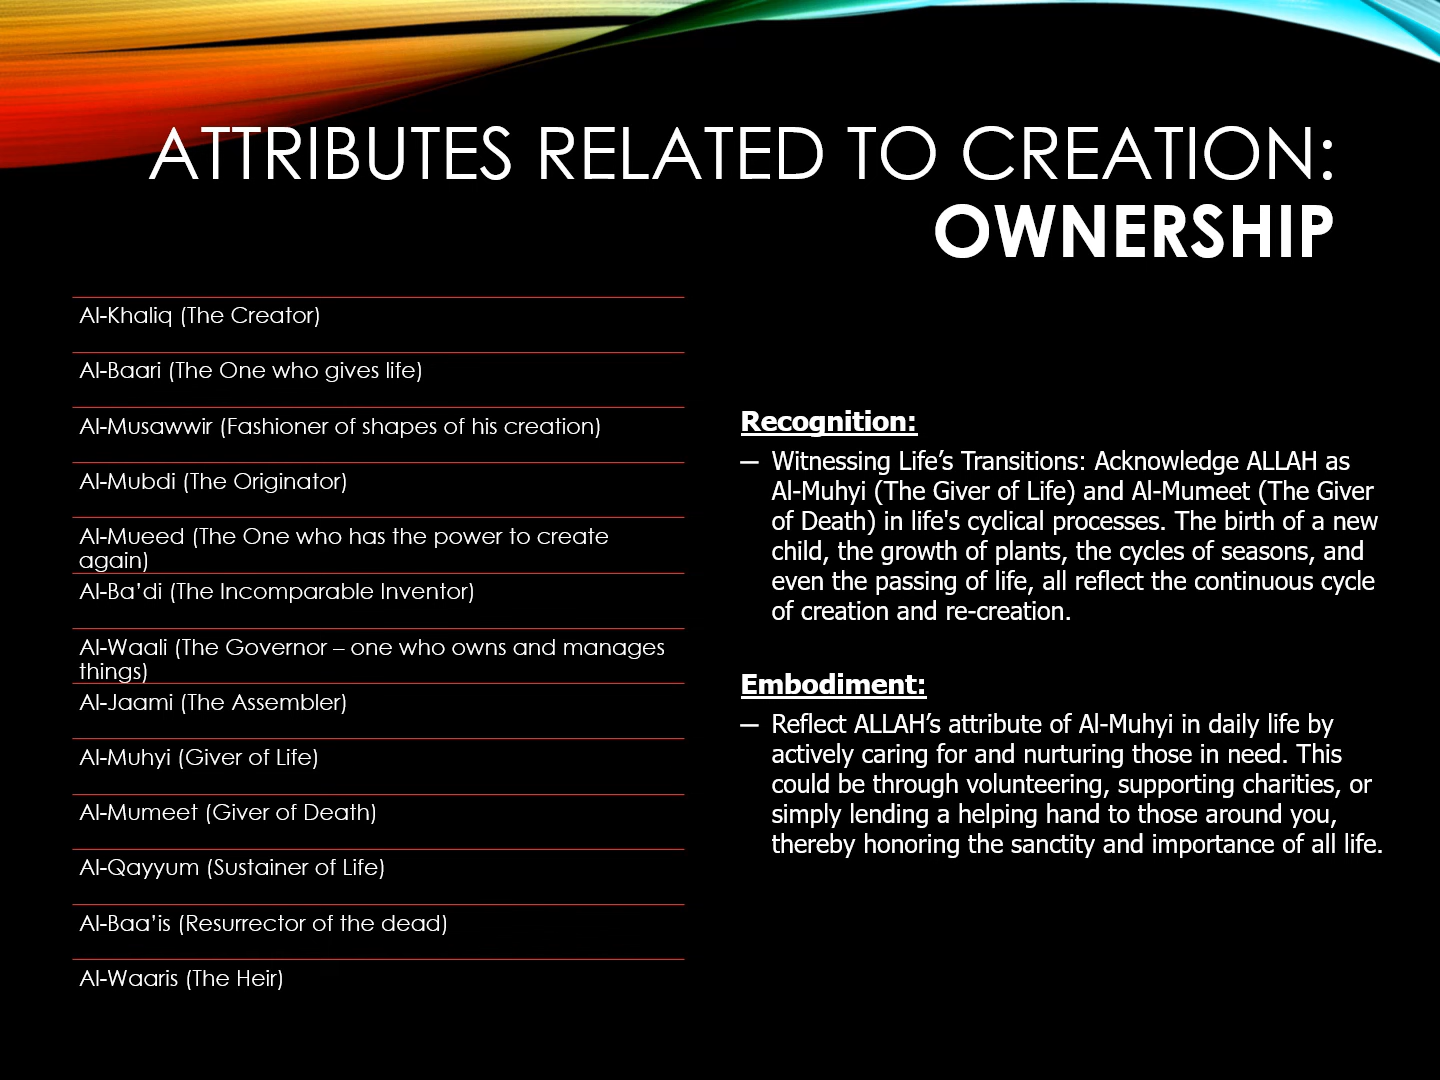 ATTRIBUTES RELATED TO CREATION:
OWNERSHIP
Al-Khaliq (The Creator)
Al-Baari (The One who gives life)
Al-Musawwir (Fashioner of shapes of his creation)
Al-Mubdi (The Originator)
Al-Mueed (The One who has the power to create
again)
Al-Ba’di (The Incomparable Inventor)
Al-Waali (The Governor – one who owns and manages
things)
Al-Jaami (The Assembler)
Al-Muhyi (Giver of Life)
Al-Mumeet (Giver of Death)
Al-Qayyum (Sustainer of Life)
Al-Baa’is (Resurrector of the dead)
Al-Waaris (The Heir)
Recognition:
— Witnessing Life’s Transitions: Acknowledge ALLAH as
Al-Muhyi (The Giver of Life) and Al-Mumeet (The Giver
of Death) in life's cyclical processes. The birth of a new
child, the growth of plants, the cycles of seasons, and
even the passing of life, all reflect the continuous cycle
of creation and re-creation.
Embodiment:
— Reflect ALLAH’s attribute of Al-Muhyi in daily life by
actively caring for and nurturing those in need. This
could be through volunteering, supporting charities, or
simply lending a helping hand to those around you,
thereby honoring the sanctity and importance of all life.